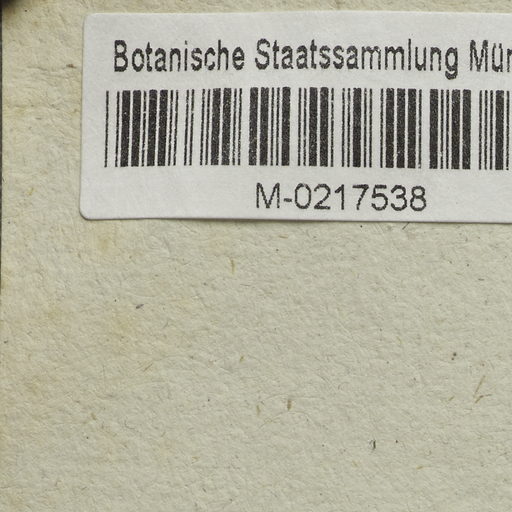 Botanische Staatssammlung Mün
M-0217538